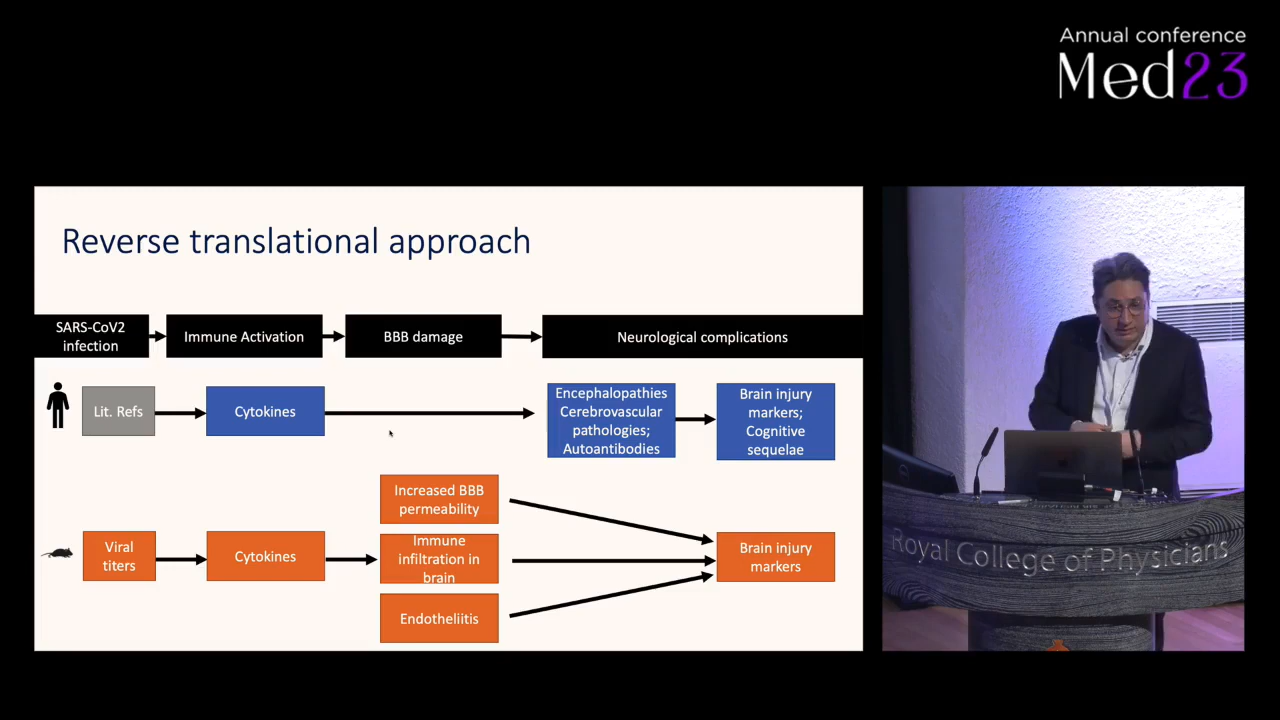 Annual conference
Med23
Reverse translational approach
SARS-CoV2
infection
Immune Activation
BBB damage
Neurological complications
Lit. Refs
Cytokines
Encephalopathies
Cerebrovascular
pathologies;
Autoantibodies
Brain injury
markers;
Cognitive
sequelae
Increased BBB
permeability
Viral
titers
Cytokines
Immune
infiltration in
brain
Brain injury
markers
Endotheliitis
Royal College of Physicians